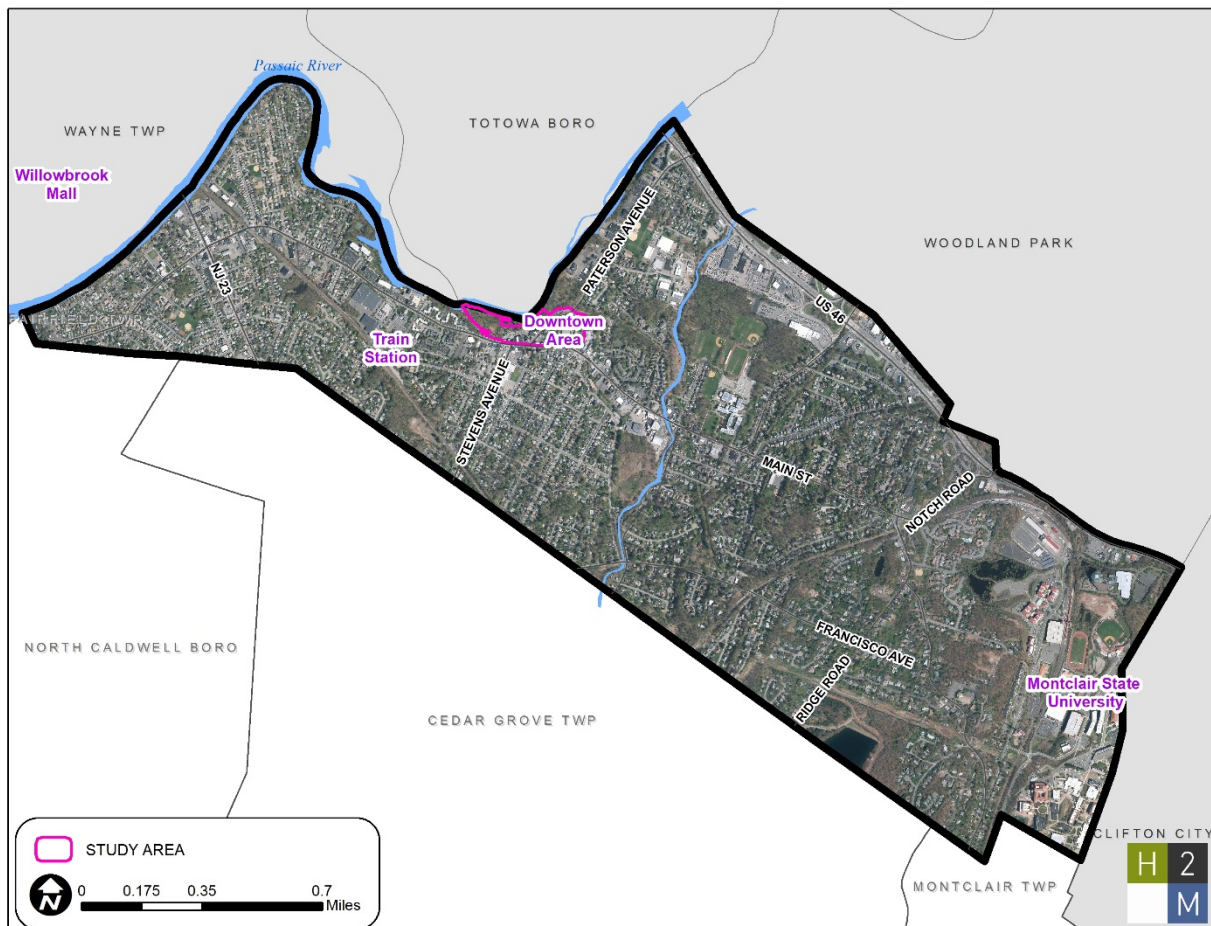 Passaic River
WAYNE TWP
TOTOWA BORO
Willowbrook
Mall
PATERSON AVENUE
WOODLAND PARK
NJ 23
US 46
FAIRFIELD TWP
Downtown
Area
Train
Station
STEVENS AVENUE
MAIN ST
NOTCH ROAD
FRANCISCO AVE
NORTH CALDWELL BORO
RIDGE ROAD
Montclair State
University
CEDAR GROVE TWP
CLIFTON CITY
MONTCLAIR TWP
STUDY AREA
N
0 0.175 0.35 0.7
Miles
H 2
M